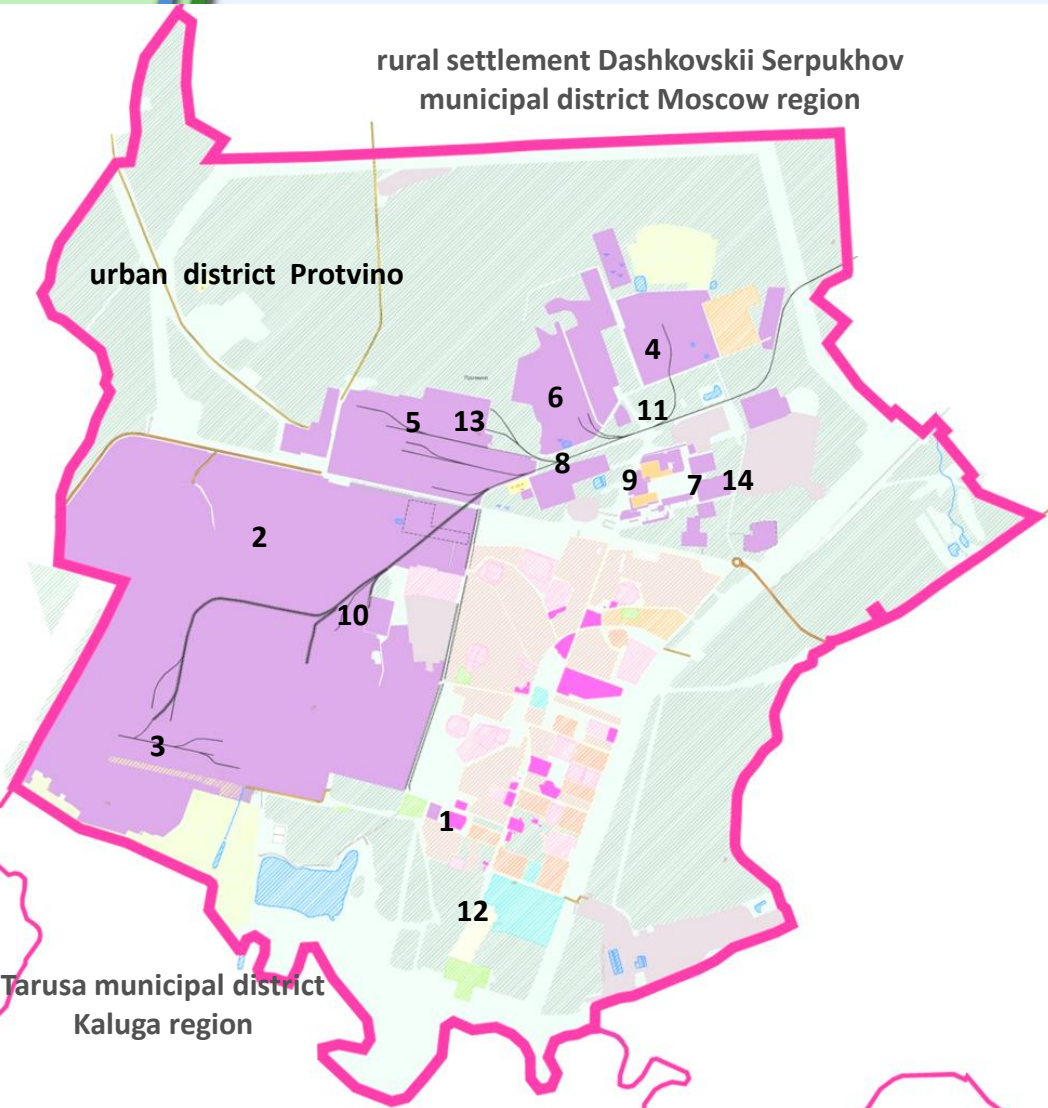 rural settlement Dashkovskii Serpukhov
municipal district Moscow region
urban district Protvino
4
6
11
5
13
8
9
7
14
2
10
3
1
12
Tarusa municipal district
Kaluga region